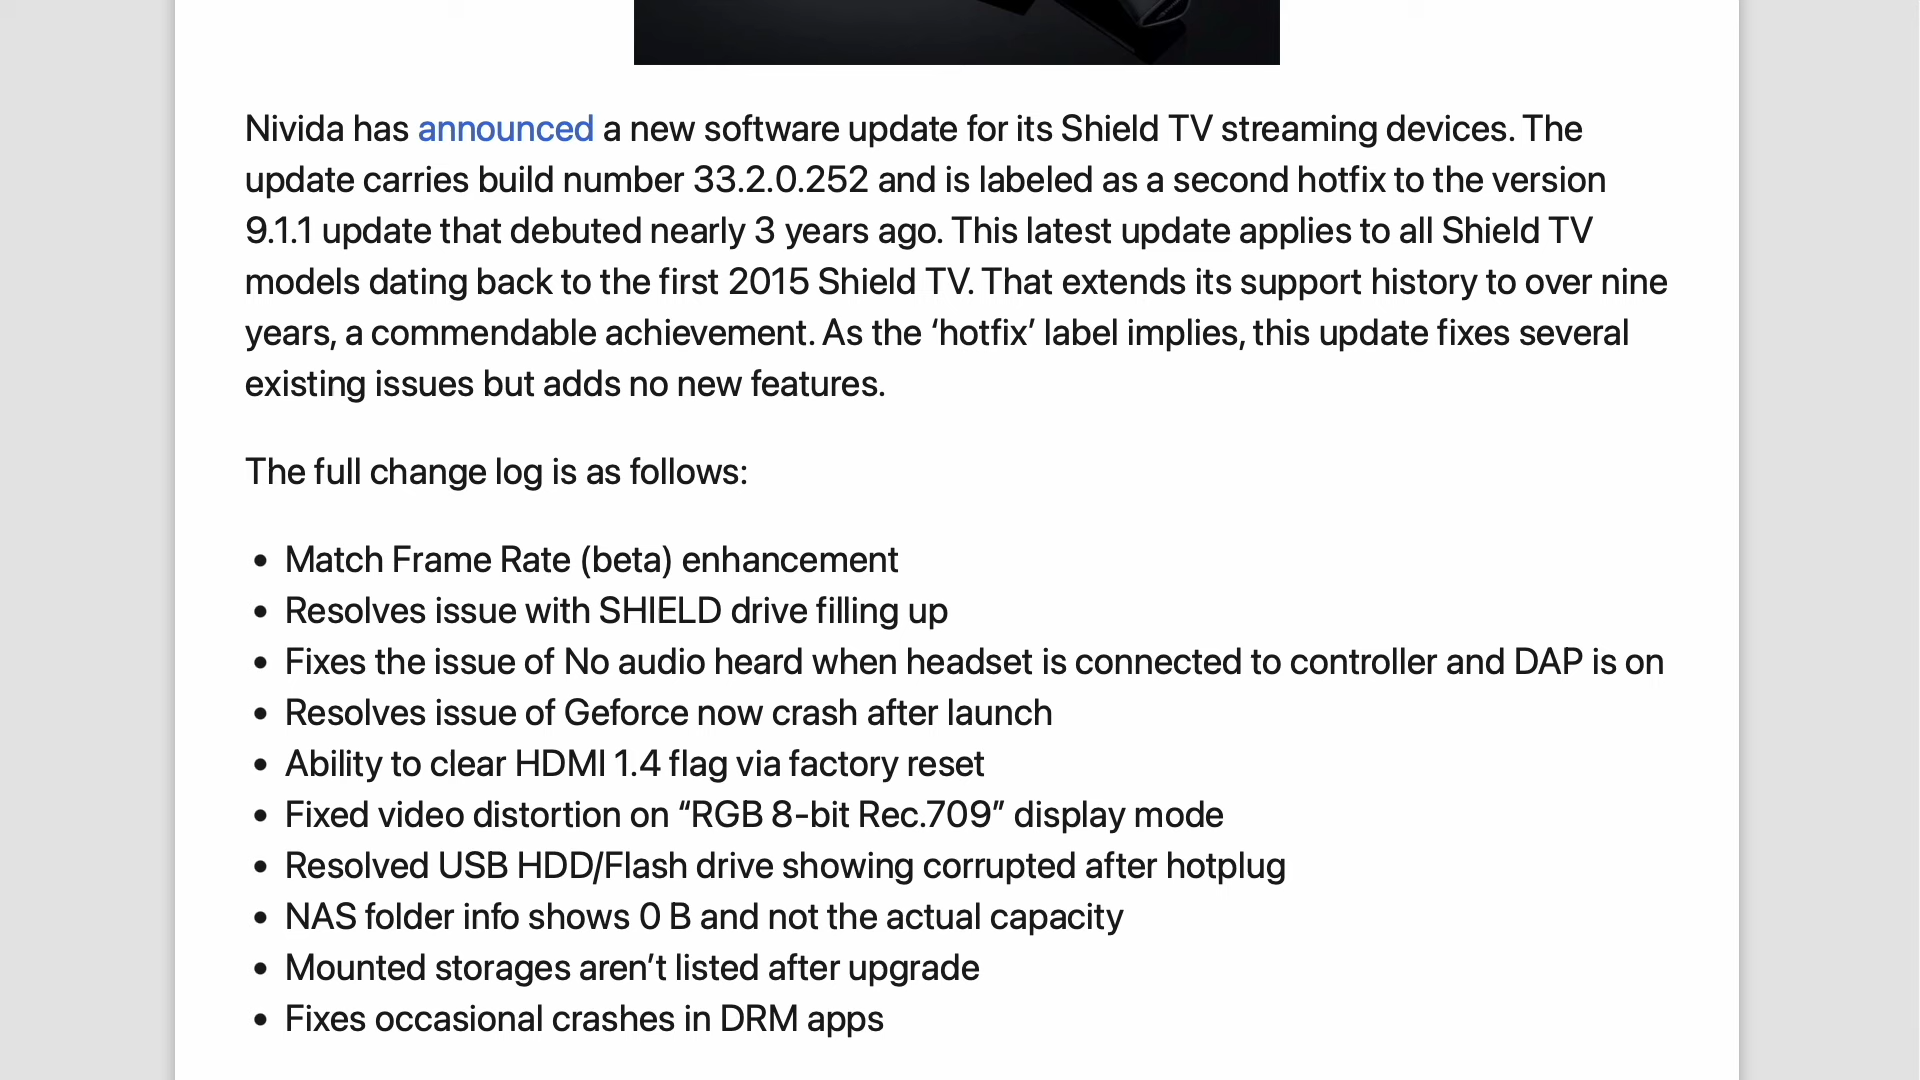 Nivida has announced a new software update for its Shield TV streaming devices. The
update carries build number 33.2.0.252 and is labeled as a second hotfix to the version
9.1.1 update that debuted nearly 3 years ago. This latest update applies to all Shield TV
models dating back to the first 2015 Shield TV. That extends its support history to over nine
years, a commendable achievement. As the ‘hotfix’ label implies, this update fixes several
existing issues but adds no new features.
The full change log is as follows:
• Match Frame Rate (beta) enhancement
• Resolves issue with SHIELD drive filling up
• Fixes the issue of No audio heard when headset is connected to controller and DAP is on
• Resolves issue of Geforce now crash after launch
• Ability to clear HDMI 1.4 flag via factory reset
• Fixed video distortion on “RGB 8-bit Rec.709” display mode
• Resolved USB HDD/Flash drive showing corrupted after hotplug
• NAS folder info shows 0 B and not the actual capacity
• Mounted storages aren’t listed after upgrade
• Fixes occasional crashes in DRM apps